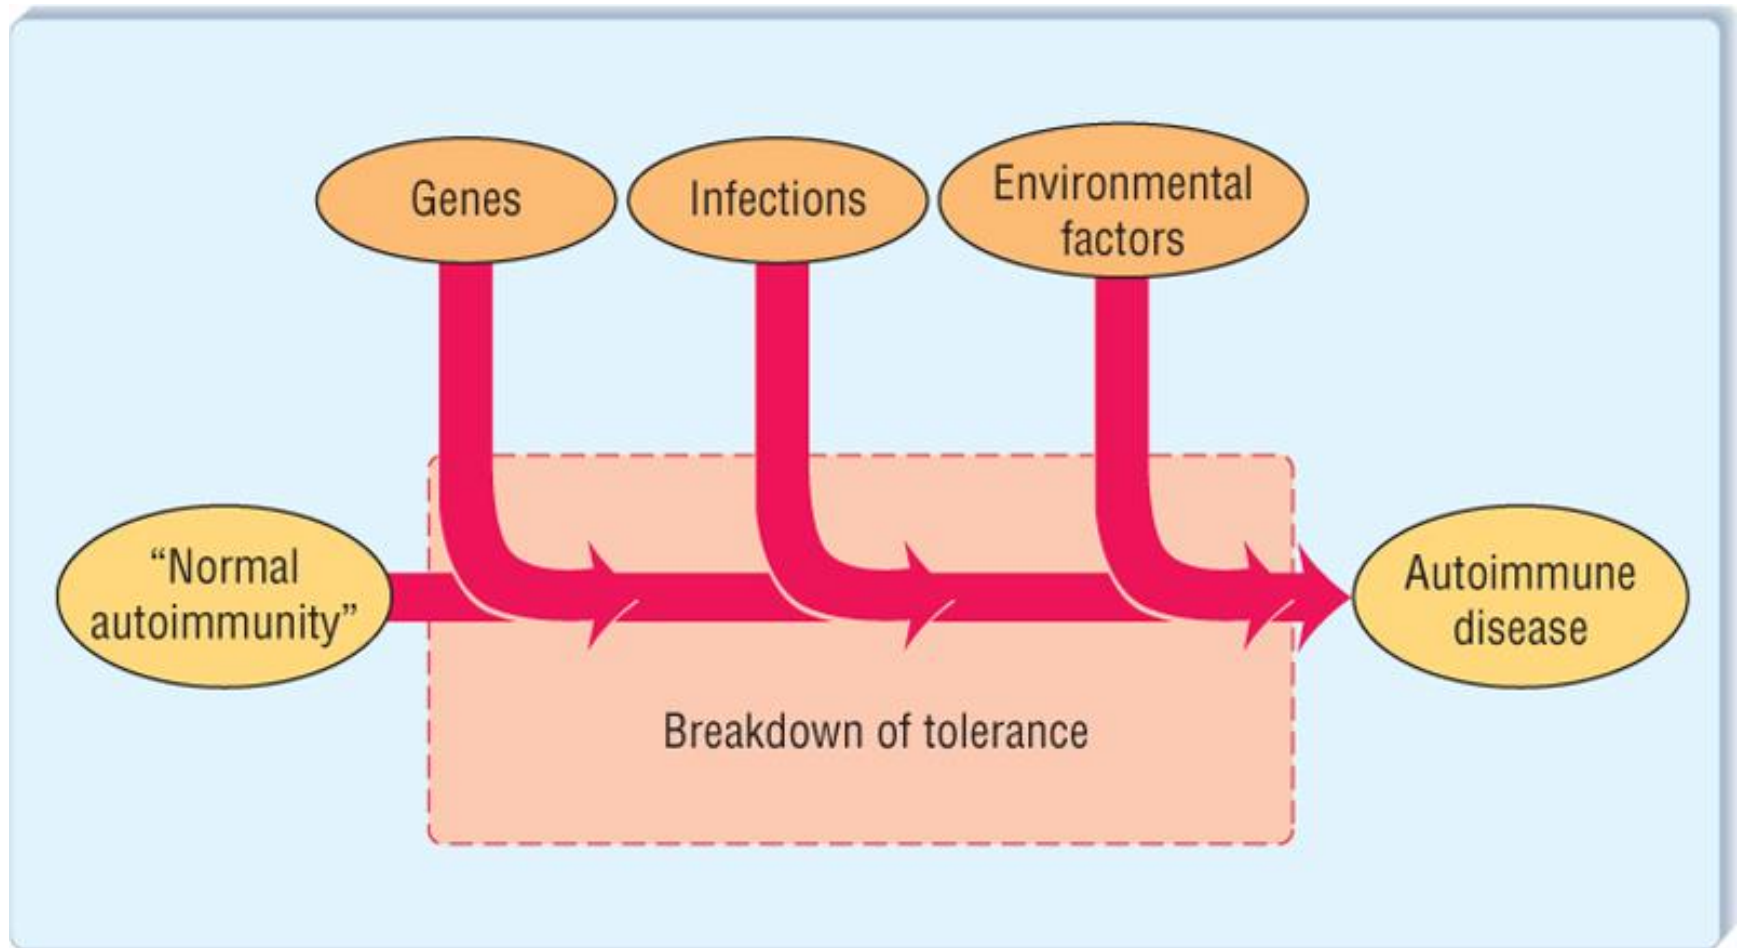 Genes
Infections
Environmental
factors
“Normal
autoimmunity”
Autoimmune
disease
Breakdown of tolerance